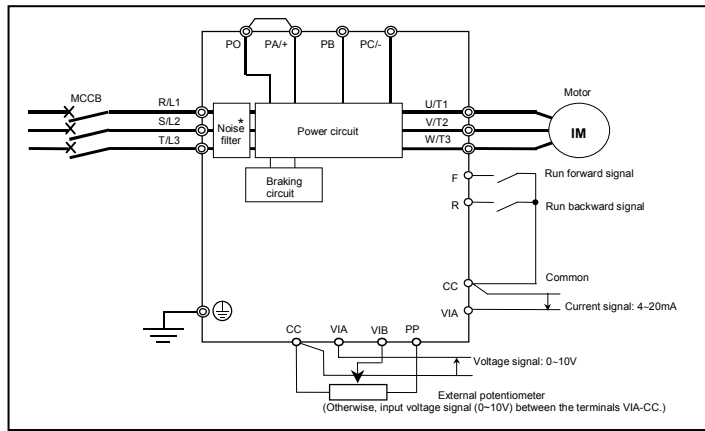 PO PA/+ PB PC/-
MCCB
R/L1
S/L2
T/L3
Noise *
filter
Power circuit
Braking
circuit
U/T1
V/T2
W/T3
Motor
IM
F
Run forward signal
R
Run backward signal
CC
Common
Current signal: 4~20mA
VIA
CC VIA VIB PP
Voltage signal: 0~10V
External potentiometer
(Otherwise, input voltage signal (0~10V) between the terminals VIA-CC.)